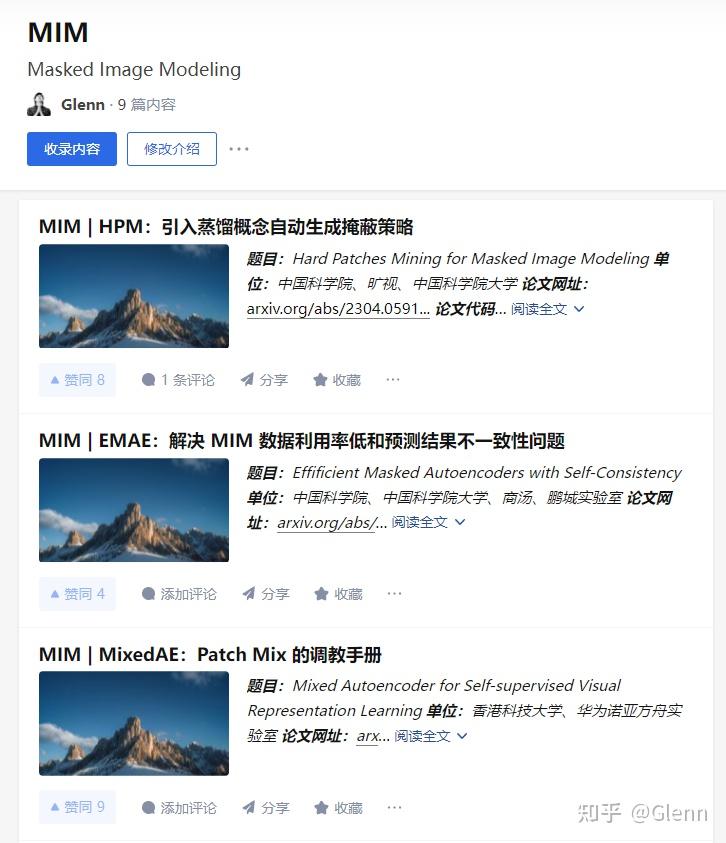 MIM
Masked Image Modeling
Glenn · 9 篇内容
收录内容 修改介绍 ···
MIM | HPM：引入蒸馏概念自动生成掩蔽策略
题目：Hard Patches Mining for Masked Image Modeling 单
位：中国科学院、旷视、中国科学院大学 论文网址：
arxiv.org/abs/2304.0591... 论文代码... 阅读全文
赞同 8 1 条评论 分享 收藏 ···
MIM | EMAE：解决 MIM 数据利用率低和预测结果不一致性问题
题目：Effifficient Masked Autoencoders with Self-Consistency
单位：中国科学院、中国科学院大学、商汤、鹏城实验室 论文网
址：arxiv.org/abs/... 阅读全文
赞同 4 添加评论 分享 收藏 ···
MIM | MixedAE：Patch Mix 的调教手册
题目：Mixed Autoencoder for Self-supervised Visual
Representation Learning 单位：香港科技大学、华为诺亚方舟实
验室 论文网址：arx... 阅读全文
赞同 9 添加评论 分享 收藏 ···
知乎 @Glenn